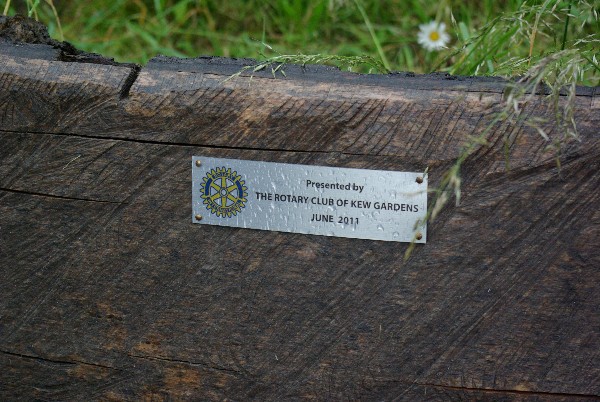 Presented by
THE ROTARY CLUB OF KEW GARDENS
JUNE 2011